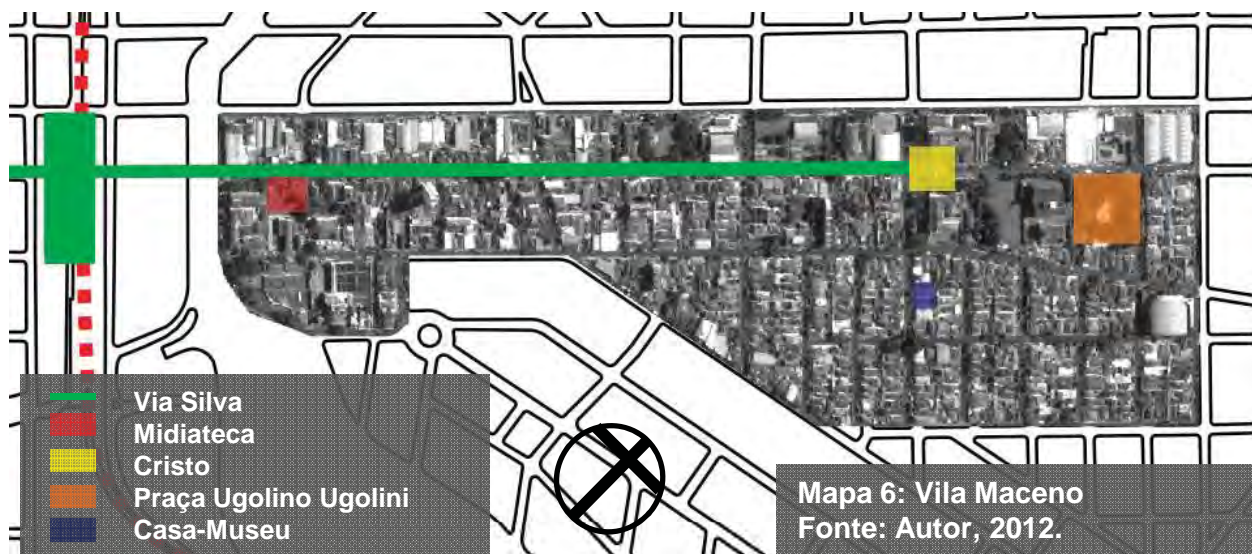 Via Silva
Midiateca
Cristo
Praça Ugolino Ugolini
Casa-Museu
Mapa 6: Vila Maceno
Fonte: Autor, 2012.